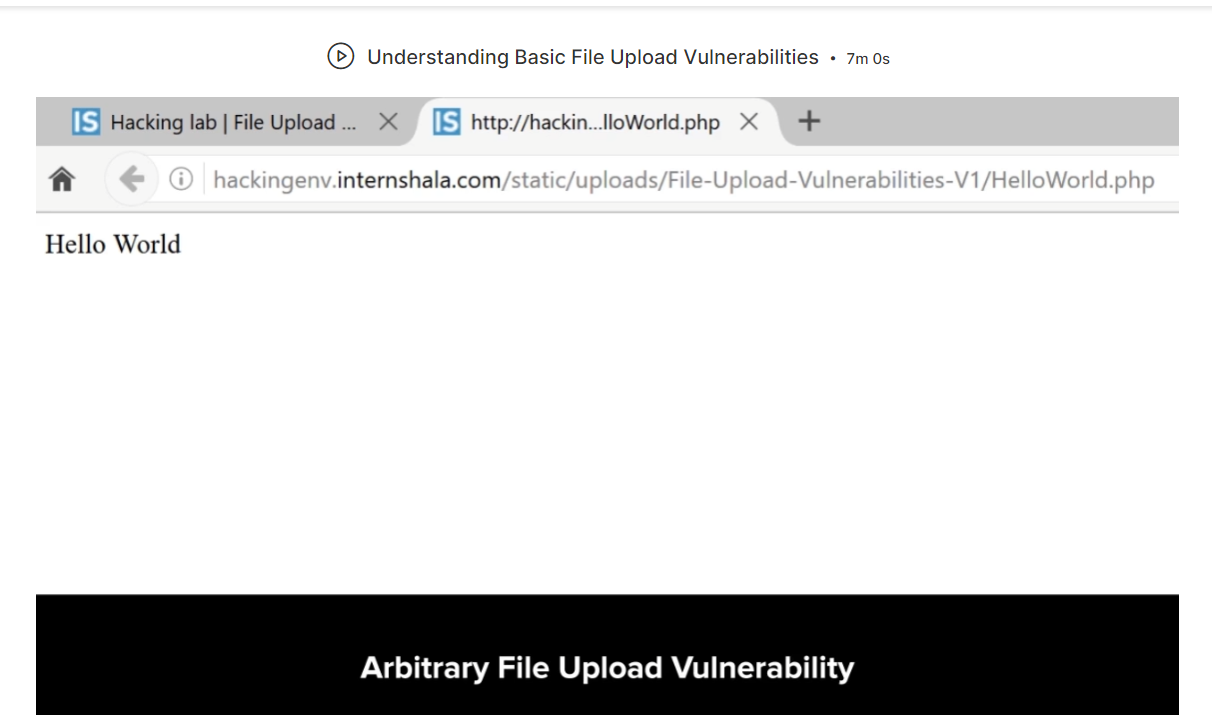 Understanding Basic File Upload Vulnerabilities • 7m 0s
IS Hacking lab | File Upload ... IS http://hackin...lloWorld.php
hackingenv.internshala.com/static/uploads/File-Upload-Vulnerabilities-V1/HelloWorld.php
Hello World
Arbitrary File Upload Vulnerability